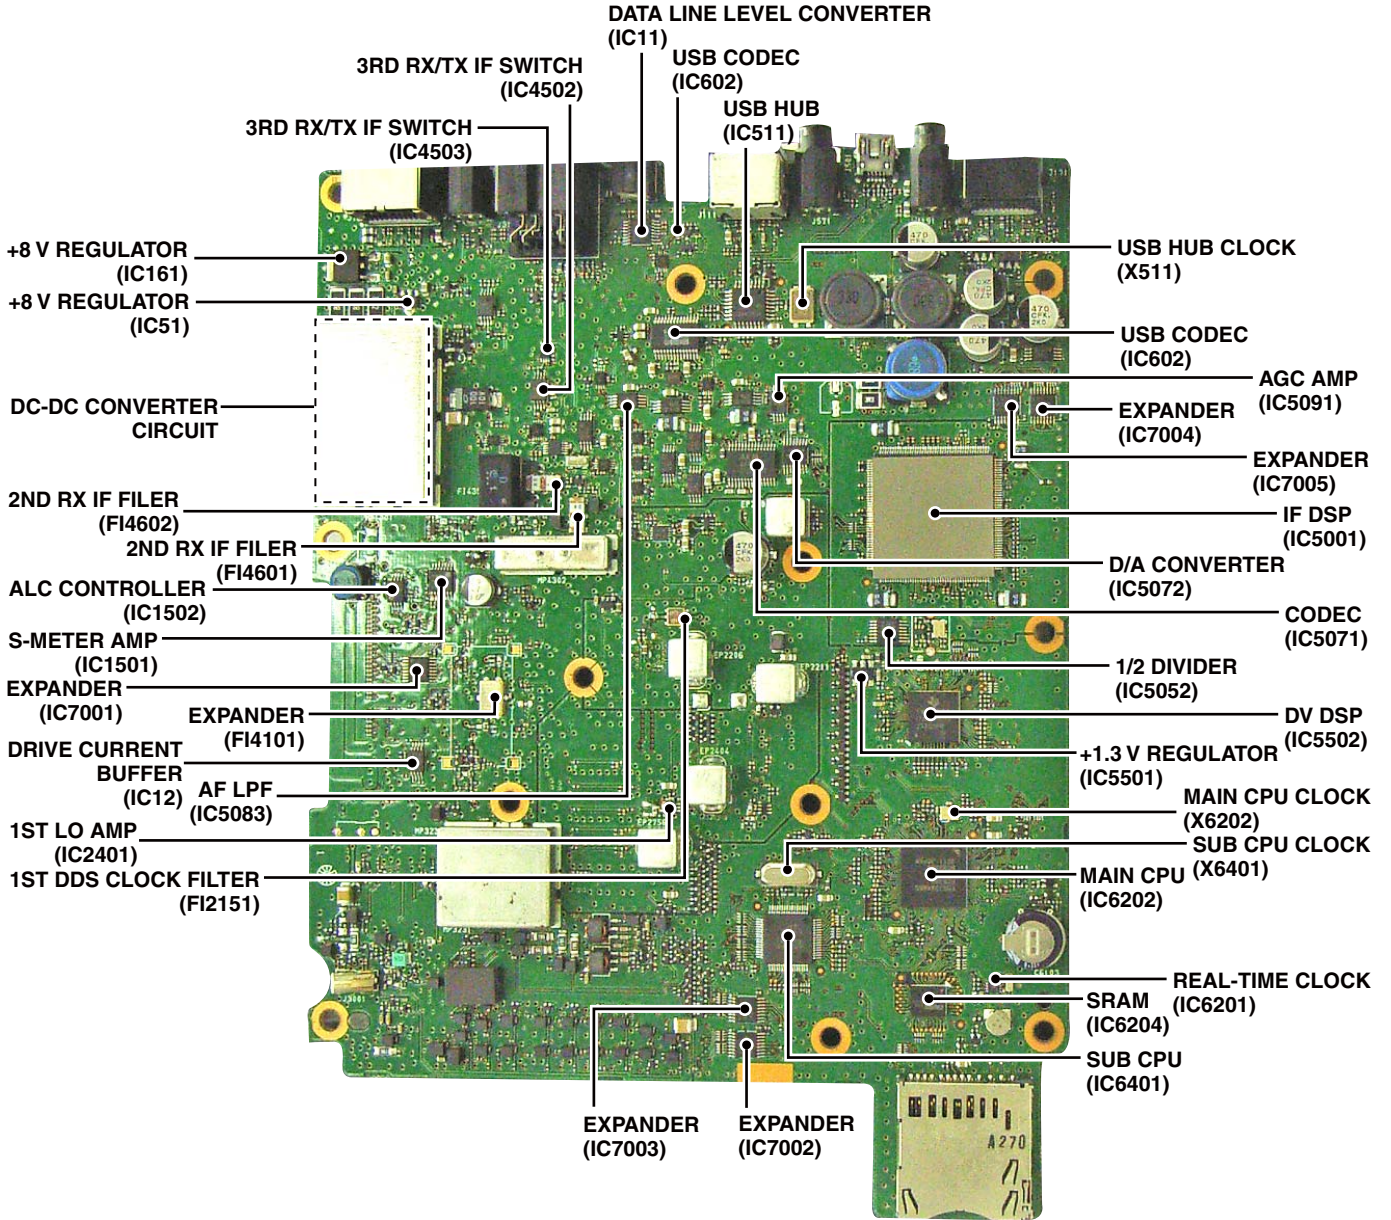 DATA LINE LEVEL CONVERTER
(IC11)
USB CODEC
(IC602)
3RD RX/TX IF SWITCH
(IC4502)
USB HUB
(IC511)
3RD RX/TX IF SWITCH
(IC4503)
+8 V REGULATOR
(IC161)
+8 V REGULATOR
(IC51)
DC-DC CONVERTER
CIRCUIT
2ND RX IF FILER
(FI4602)
2ND RX IF FILER
(FI4601)
ALC CONTROLLER
(IC1502)
S-METER AMP
(IC1501)
EXPANDER
(IC7001)
EXPANDER
(FI4101)
DRIVE CURRENT
BUFFER
(IC12)
AF LPF
(IC5083)
1ST LO AMP
(IC2401)
1ST DDS CLOCK FILTER
(FI2151)
USB HUB CLOCK
(X511)
USB CODEC
(IC602)
AGC AMP
(IC5091)
EXPANDER
(IC7004)
EXPANDER
(IC7005)
IF DSP
(IC5001)
D/A CONVERTER
(IC5072)
CODEC
(IC5071)
1/2 DIVIDER
(IC5052)
DV DSP
(IC5502)
+1.3 V REGULATOR
(IC5501)
MAIN CPU CLOCK
(X6202)
SUB CPU CLOCK
(X6401)
MAIN CPU
(IC6202)
REAL-TIME CLOCK
(IC6201)
SRAM
(IC6204)
SUB CPU
(IC6401)
EXPANDER
(IC7003)
EXPANDER
(IC7002)
MP4302
EP2206
EP2404
A270